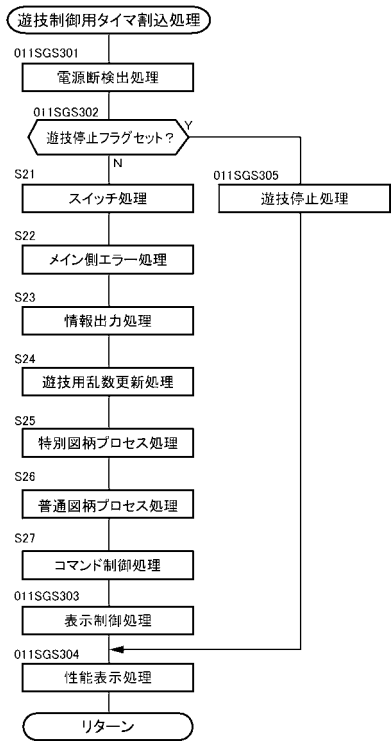 遊技制御用タイマ割込処理
011SGS301
電源断検出処理
011SGS302
遊技停止フラグセット？
Y
N
S21
スイッチ処理
011SGS305
遊技停止処理
S22
メイン側エラー処理
S23
情報出力処理
S24
遊技用乱数更新処理
S25
特別図柄プロセス処理
S26
普通図柄プロセス処理
S27
コマンド制御処理
011SGS303
表示制御処理
011SGS304
性能表示処理
リターン